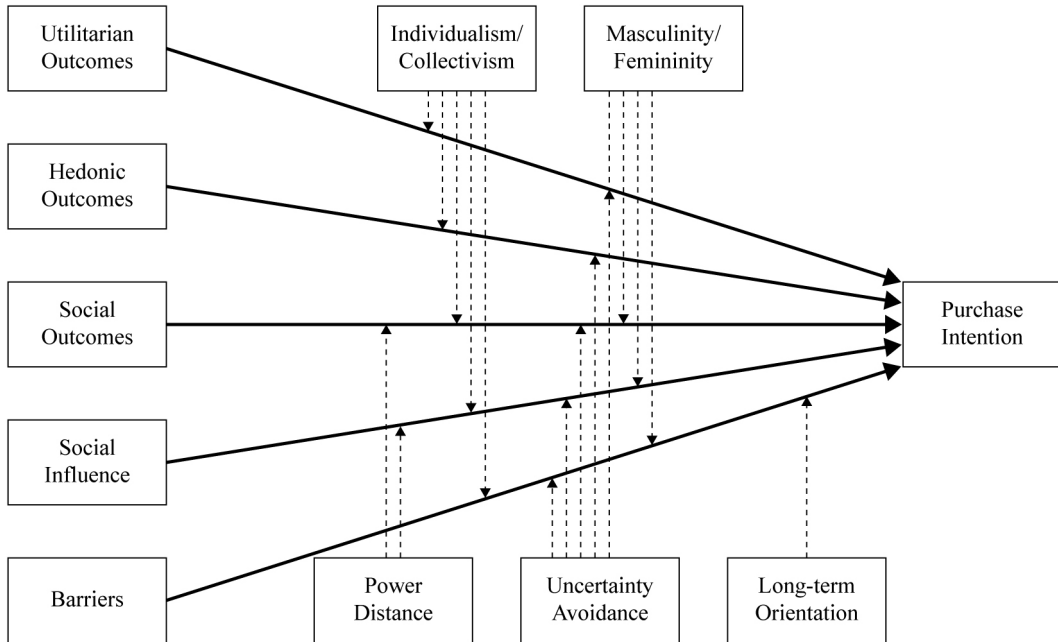 Utilitarian
Outcomes
Individualism/
Collectivism
Masculinity/
Femininity
Hedonic
Outcomes
Social
Outcomes
Purchase
Intention
Social
Influence
Barriers
Power
Distance
Uncertainty
Avoidance
Long-term
Orientation